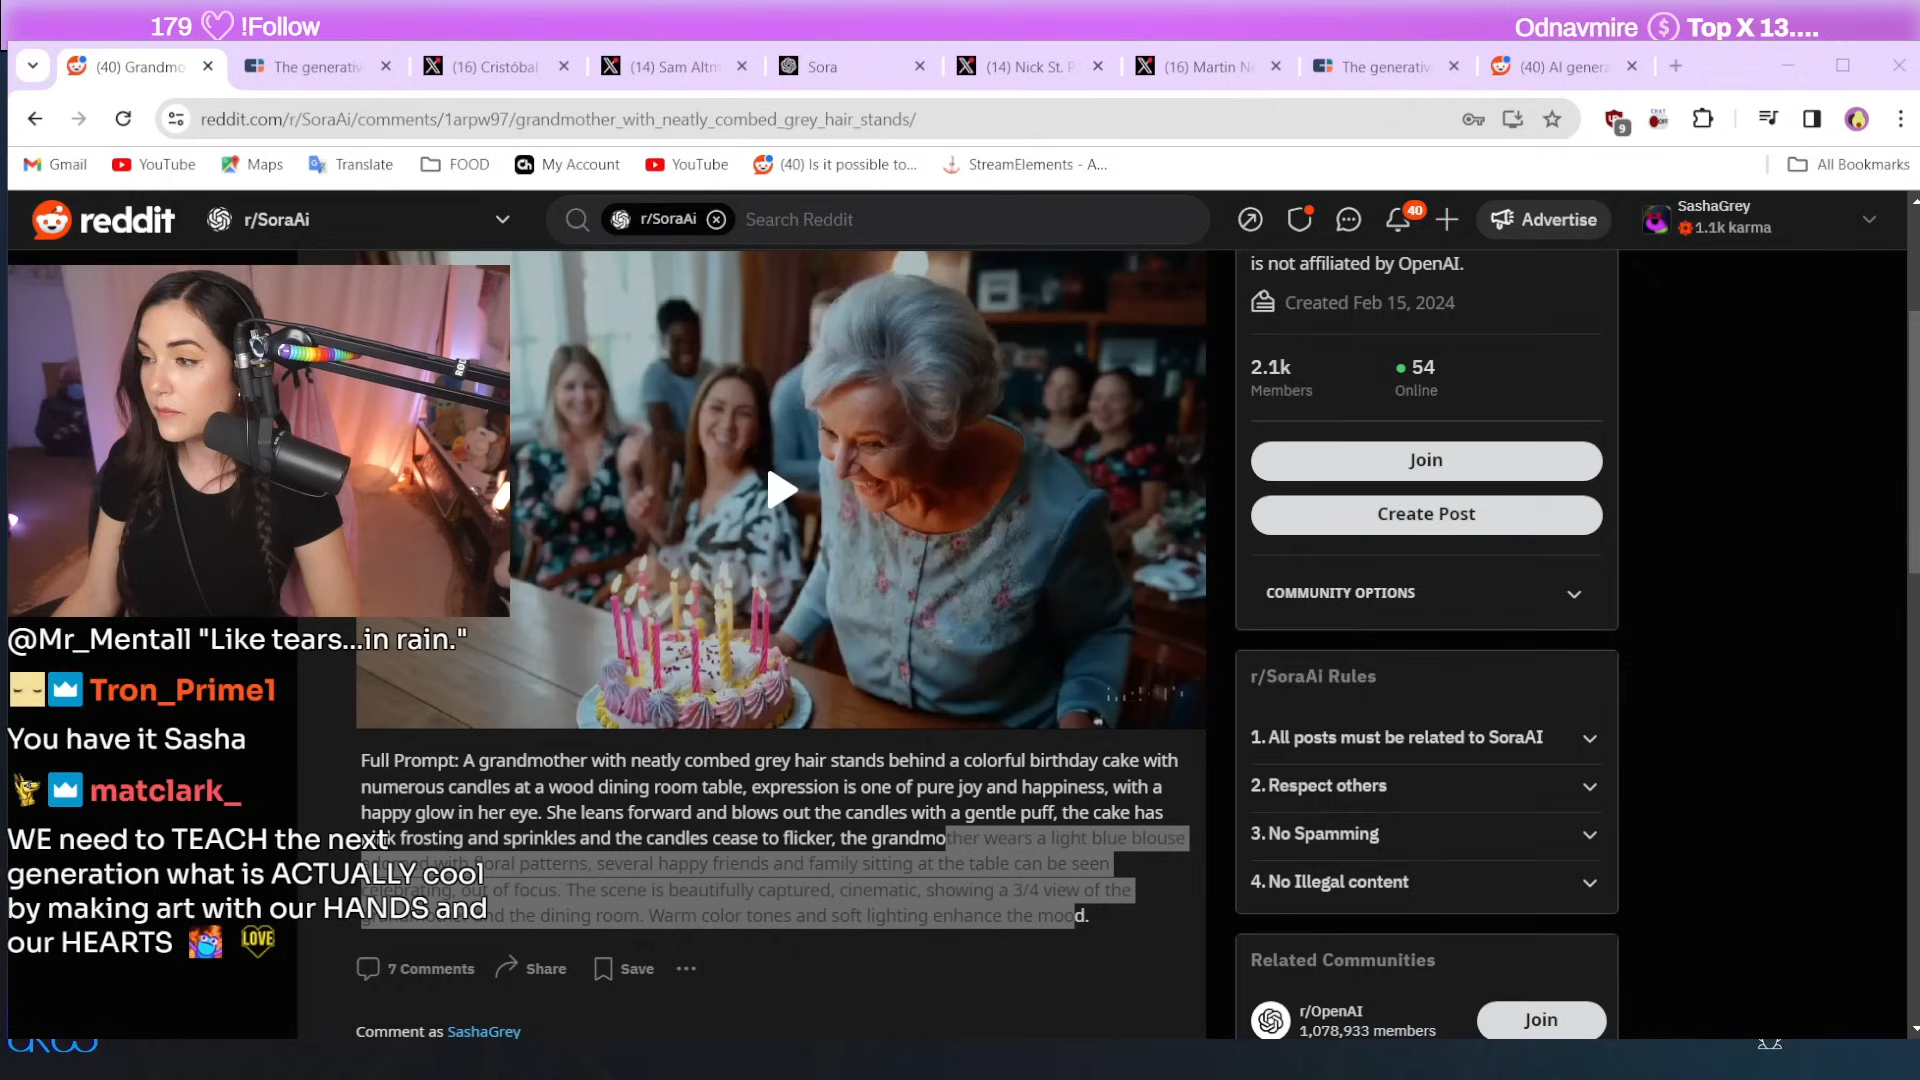 179 !Follow
Odnavmire Top X 13....
(40) Grandmo
The generativ
(16) Cristóbal
(14) Sam Altm
Sora
(14) Nick St. P
(16) Martin N
The generativ
(40) AI genera
reddit.com/r/SoraAi/comments/1arpw97/grandmother_with_neatly_combed_grey_hair_stands/
9
Gmail
YouTube
Maps
Translate
FOOD
My Account
YouTube
(40) Is it possible to...
StreamElements - A...
All Bookmarks
reddit
r/SoraAi
r/SoraAi
Search Reddit
40
Advertise
SashaGrey
1.1k karma
is not affiliated by OpenAI.
Created Feb 15, 2024
2.1k
Members
54
Online
Join
Create Post
COMMUNITY OPTIONS
r/SoraAi Rules
1. All posts must be related to SoraAI
2. Respect others
3. No Spamming
4. No Illegal content
Related Communities
r/OpenAI
1,078,933 members
Join
@Mr_Mentall "Like tears...in rain."
Tron_Prime1
You have it Sasha
matclark_
WE need to TEACH the next
generation what is ACTUALLY cool
by making art with our HANDS and
our HEARTS
LOVE
Full Prompt: A grandmother with neatly combed grey hair stands behind a colorful birthday cake with
numerous candles at a wood dining room table, expression is one of pure joy and happiness, with a
happy glow in her eye. She leans forward and blows out the candles with a gentle puff, the cake has
frosting and sprinkles and the candles cease to flicker, the grandmother wears a light blue blouse
with floral patterns, several happy friends and family sitting at the table can be seen
celebrating, out of focus. The scene is beautifully captured, cinematic, showing a 3/4 view of the
and the dining room. Warm color tones and soft lighting enhance the mood.
7 Comments
Share
Save
Comment as SashaGrey